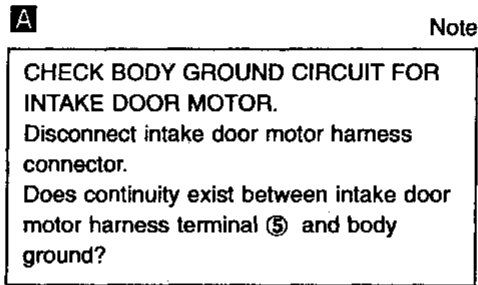 A
Note
CHECK BODY GROUND CIRCUIT FOR
INTAKE DOOR MOTOR.
Disconnect intake door motor harness
connector.
Does continuity exist between intake door
motor harness terminal ⑤ and body
ground?